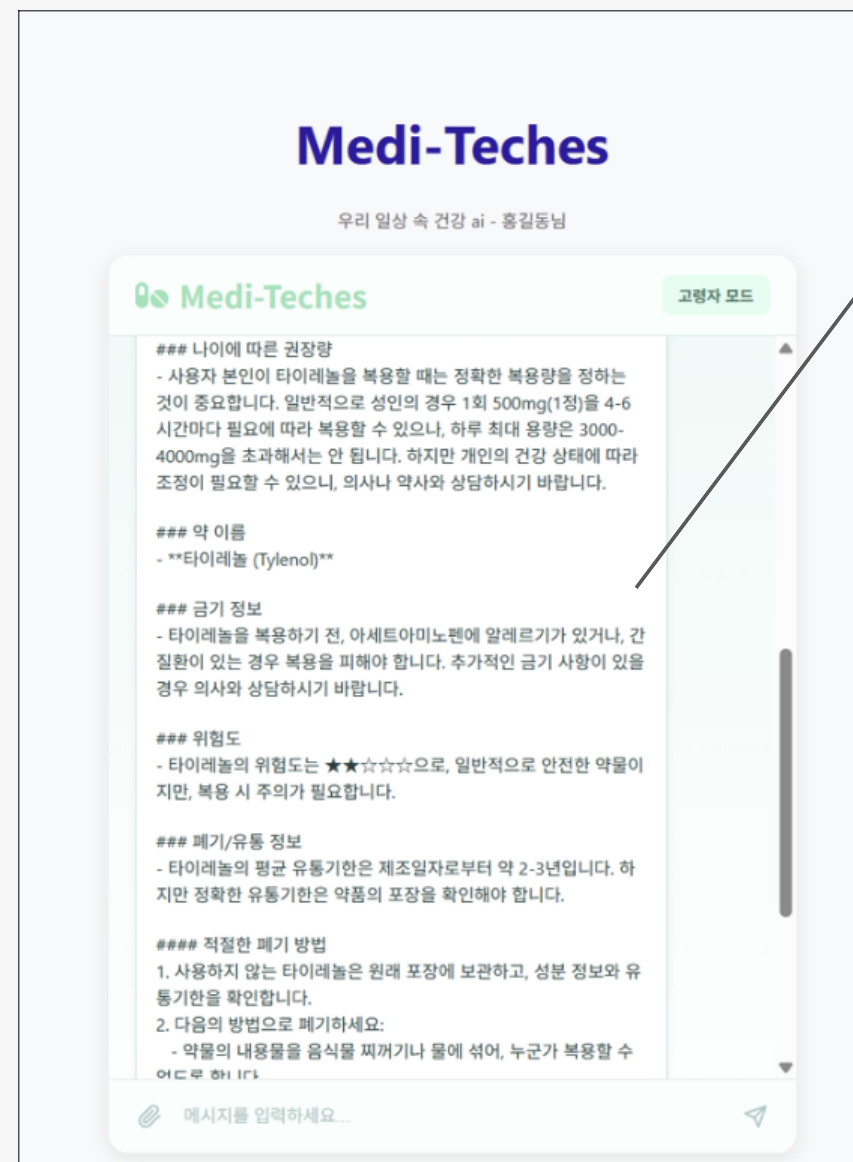 Medi-Teches
우리 일상 속 건강 ai - 홍길동님
Medi-Teches
고령자 모드
### 나이에 따른 권장량
- 사용자 본인이 타이레놀을 복용할 때는 정확한 복용량을 정하는
것이 중요합니다. 일반적으로 성인의 경우 1회 500mg(1정)을 4-6
시간마다 필요에 따라 복용할 수 있으나, 하루 최대 용량은 3000-
4000mg을 초과해서는 안 됩니다. 하지만 개인의 건강 상태에 따라
조정이 필요할 수 있으니, 의사나 약사와 상담하시기 바랍니다.
### 약 이름
- **타이레놀 (Tylenol)**
### 금기 정보
- 타이레놀을 복용하기 전, 아세트아미노펜에 알레르기가 있거나, 간
질환이 있는 경우 복용을 피해야 합니다. 추가적인 금기 사항이 있을
경우 의사와 상담하시기 바랍니다.
### 위험도
- 타이레놀의 위험도는 ★★☆☆☆으로, 일반적으로 안전한 약물이
지만, 복용 시 주의가 필요합니다.
### 폐기/유통 정보
- 타이레놀의 평균 유통기한은 제조일자로부터 약 2-3년입니다. 하
지만 정확한 유통기한은 약품의 포장을 확인해야 합니다.
#### 적절한 폐기 방법
1. 사용하지 않는 타이레놀은 원래 포장에 보관하고, 성분 정보와 유
통기한을 확인합니다.
2. 다음의 방법으로 폐기하세요:
- 약물의 내용물을 음식물 찌꺼기나 물에 섞어, 누군가 복용할 수
없도록 합니다
메시지를 입력하세요...